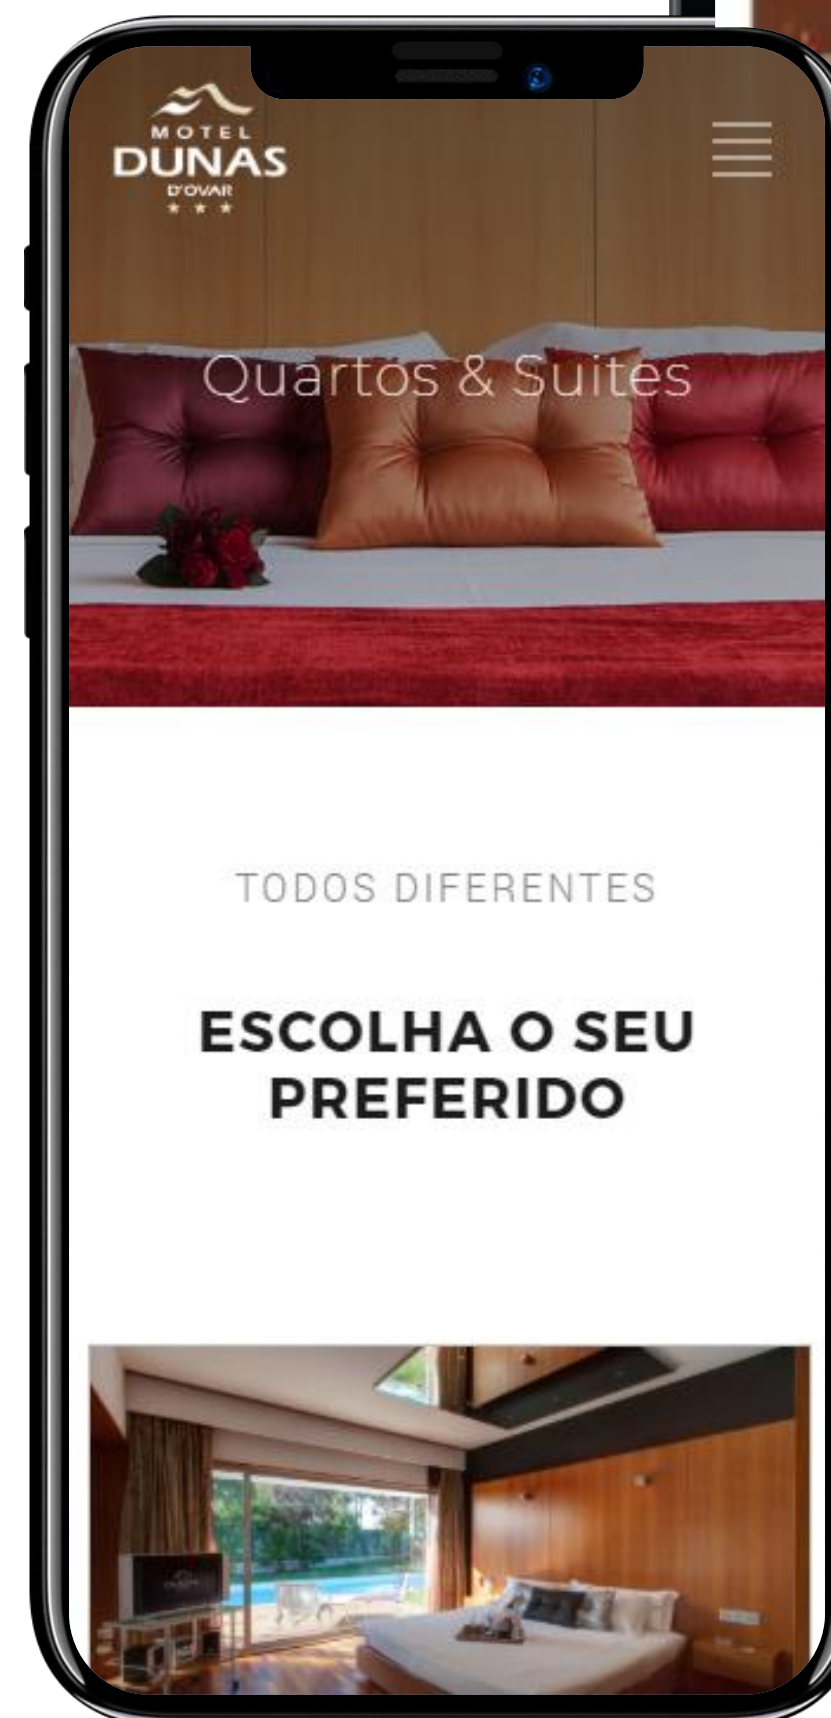 MOTEL
DUNAS
D'OVAR
Quartos & Suites
TODOS DIFERENTES
ESCOLHA O SEU
PREFERIDO